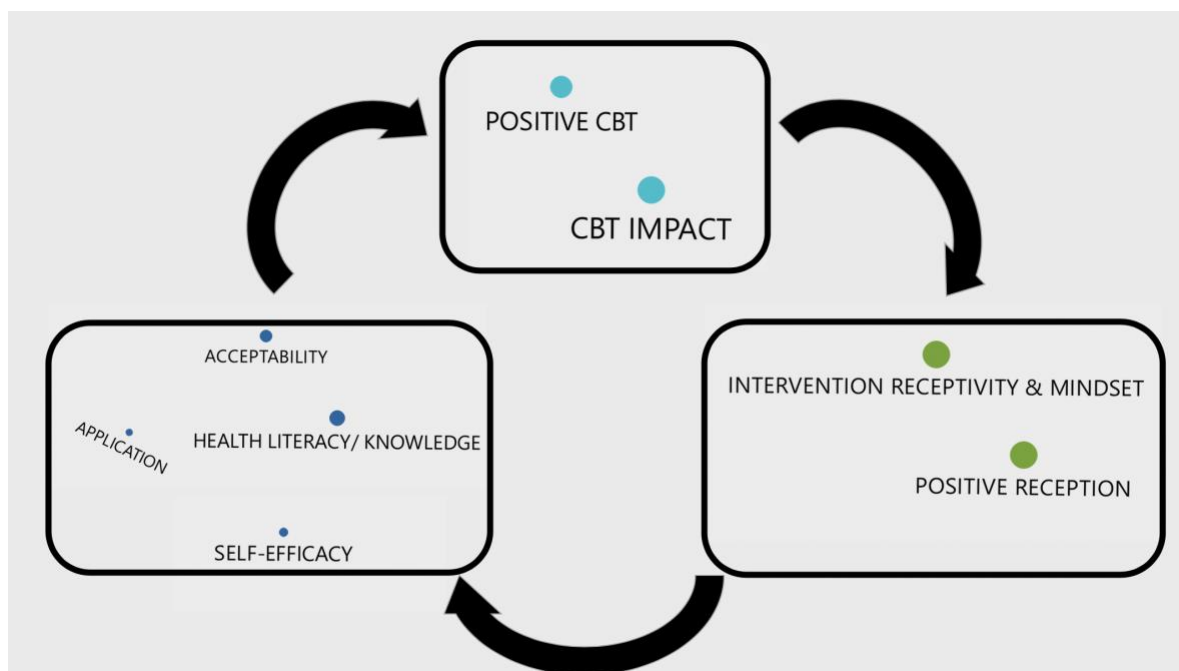 POSITIVE CBT
CBT IMPACT
ACCEPTABILITY
APPLICATION
HEALTH LITERACY/ KNOWLEDGE
SELF-EFFICACY
INTERVENTION RECEPTIVITY & MINDSET
POSITIVE RECEPTION